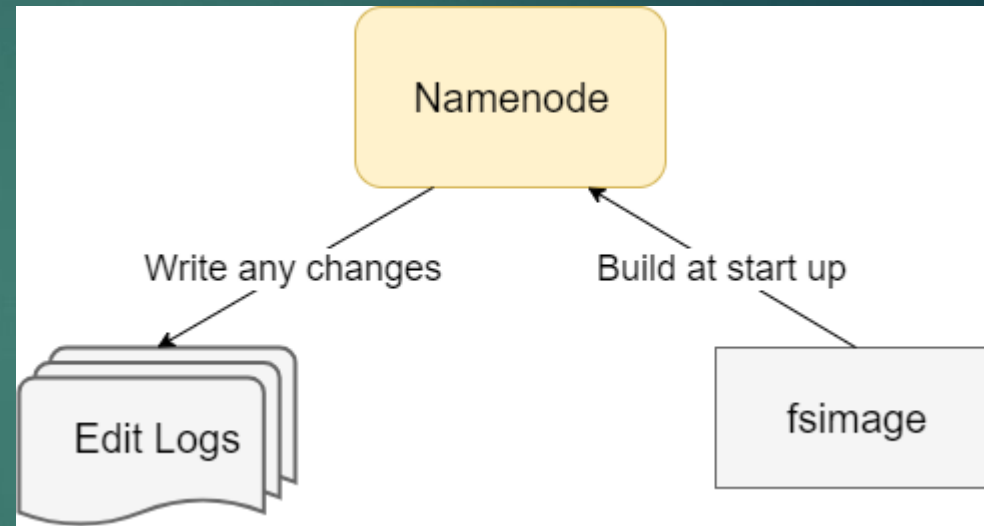 Namenode
Write any changes
Build at start up
Edit Logs
fsimage